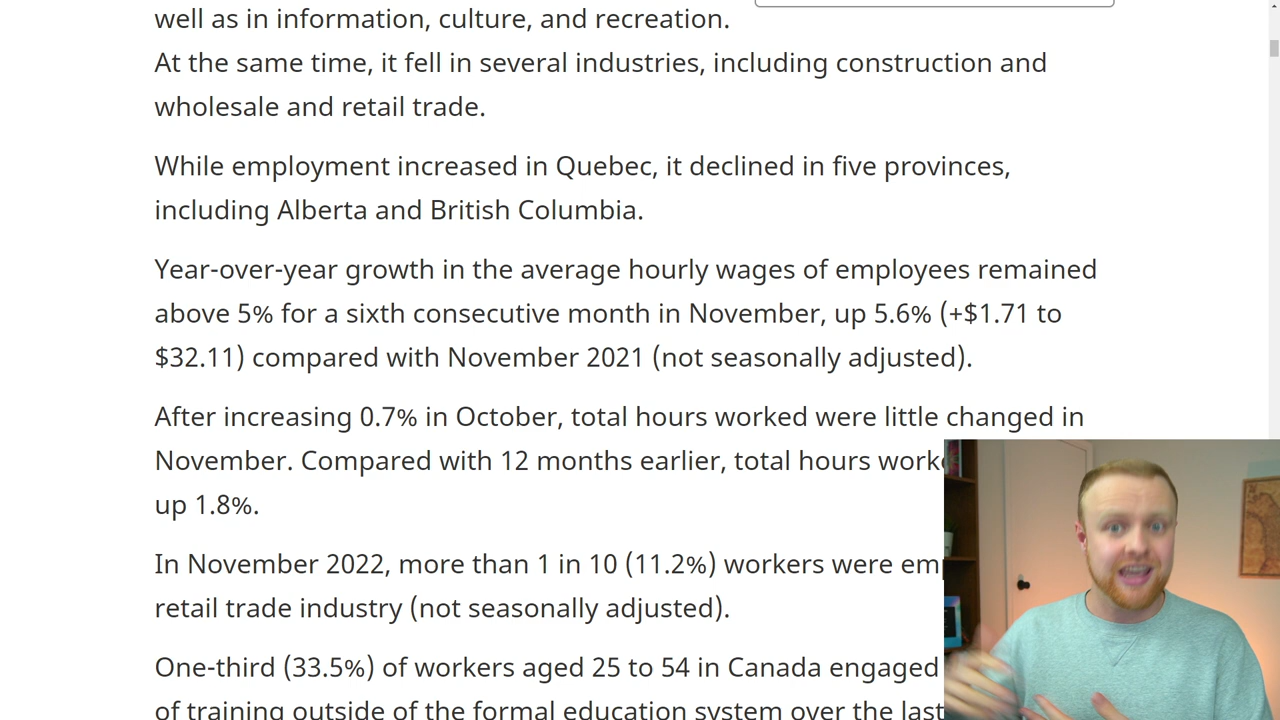 well as in information, culture, and recreation.
At the same time, it fell in several industries, including construction and
wholesale and retail trade.
While employment increased in Quebec, it declined in five provinces,
including Alberta and British Columbia.
Year-over-year growth in the average hourly wages of employees remained
above 5% for a sixth consecutive month in November, up 5.6% (+$1.71 to
$32.11) compared with November 2021 (not seasonally adjusted).
After increasing 0.7% in October, total hours worked were little changed in
November. Compared with 12 months earlier, total hours
up 1.8%.
In November 2022, more than 1 in 10 (11.2%) workers were
retail trade industry (not seasonally adjusted).
One-third (33.5%) of workers aged 25 to 54 in Canada engaged
of training outside of the formal education system over the last